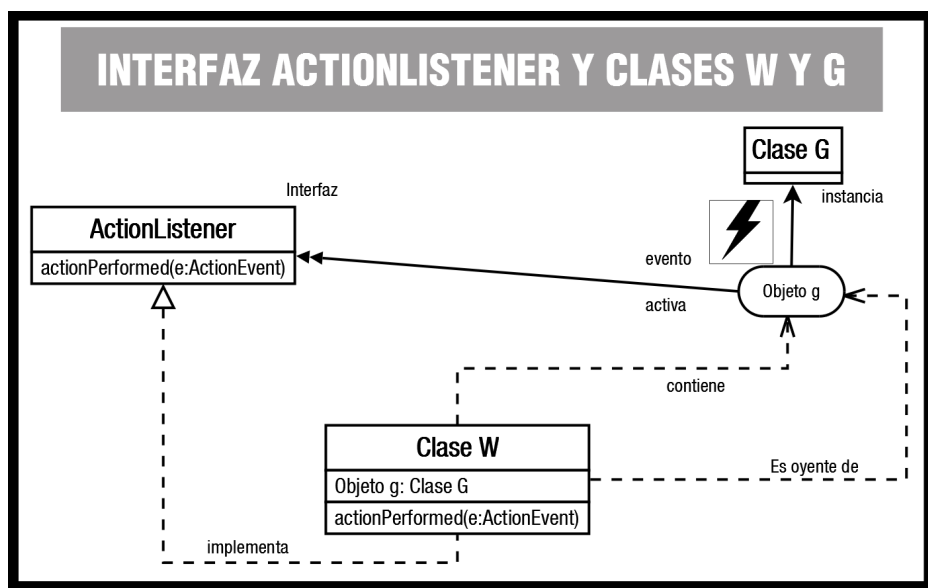 INTERFAZ ACTIONLISTENER Y CLASES W Y G
Clase G
instancia
Interfaz
ActionListener
actionPerformed(e:ActionEvent)
evento
activa
Objeto g
contiene
Clase W
Objeto g: Clase G
actionPerformed(e:ActionEvent)
Es oyente de
implementa